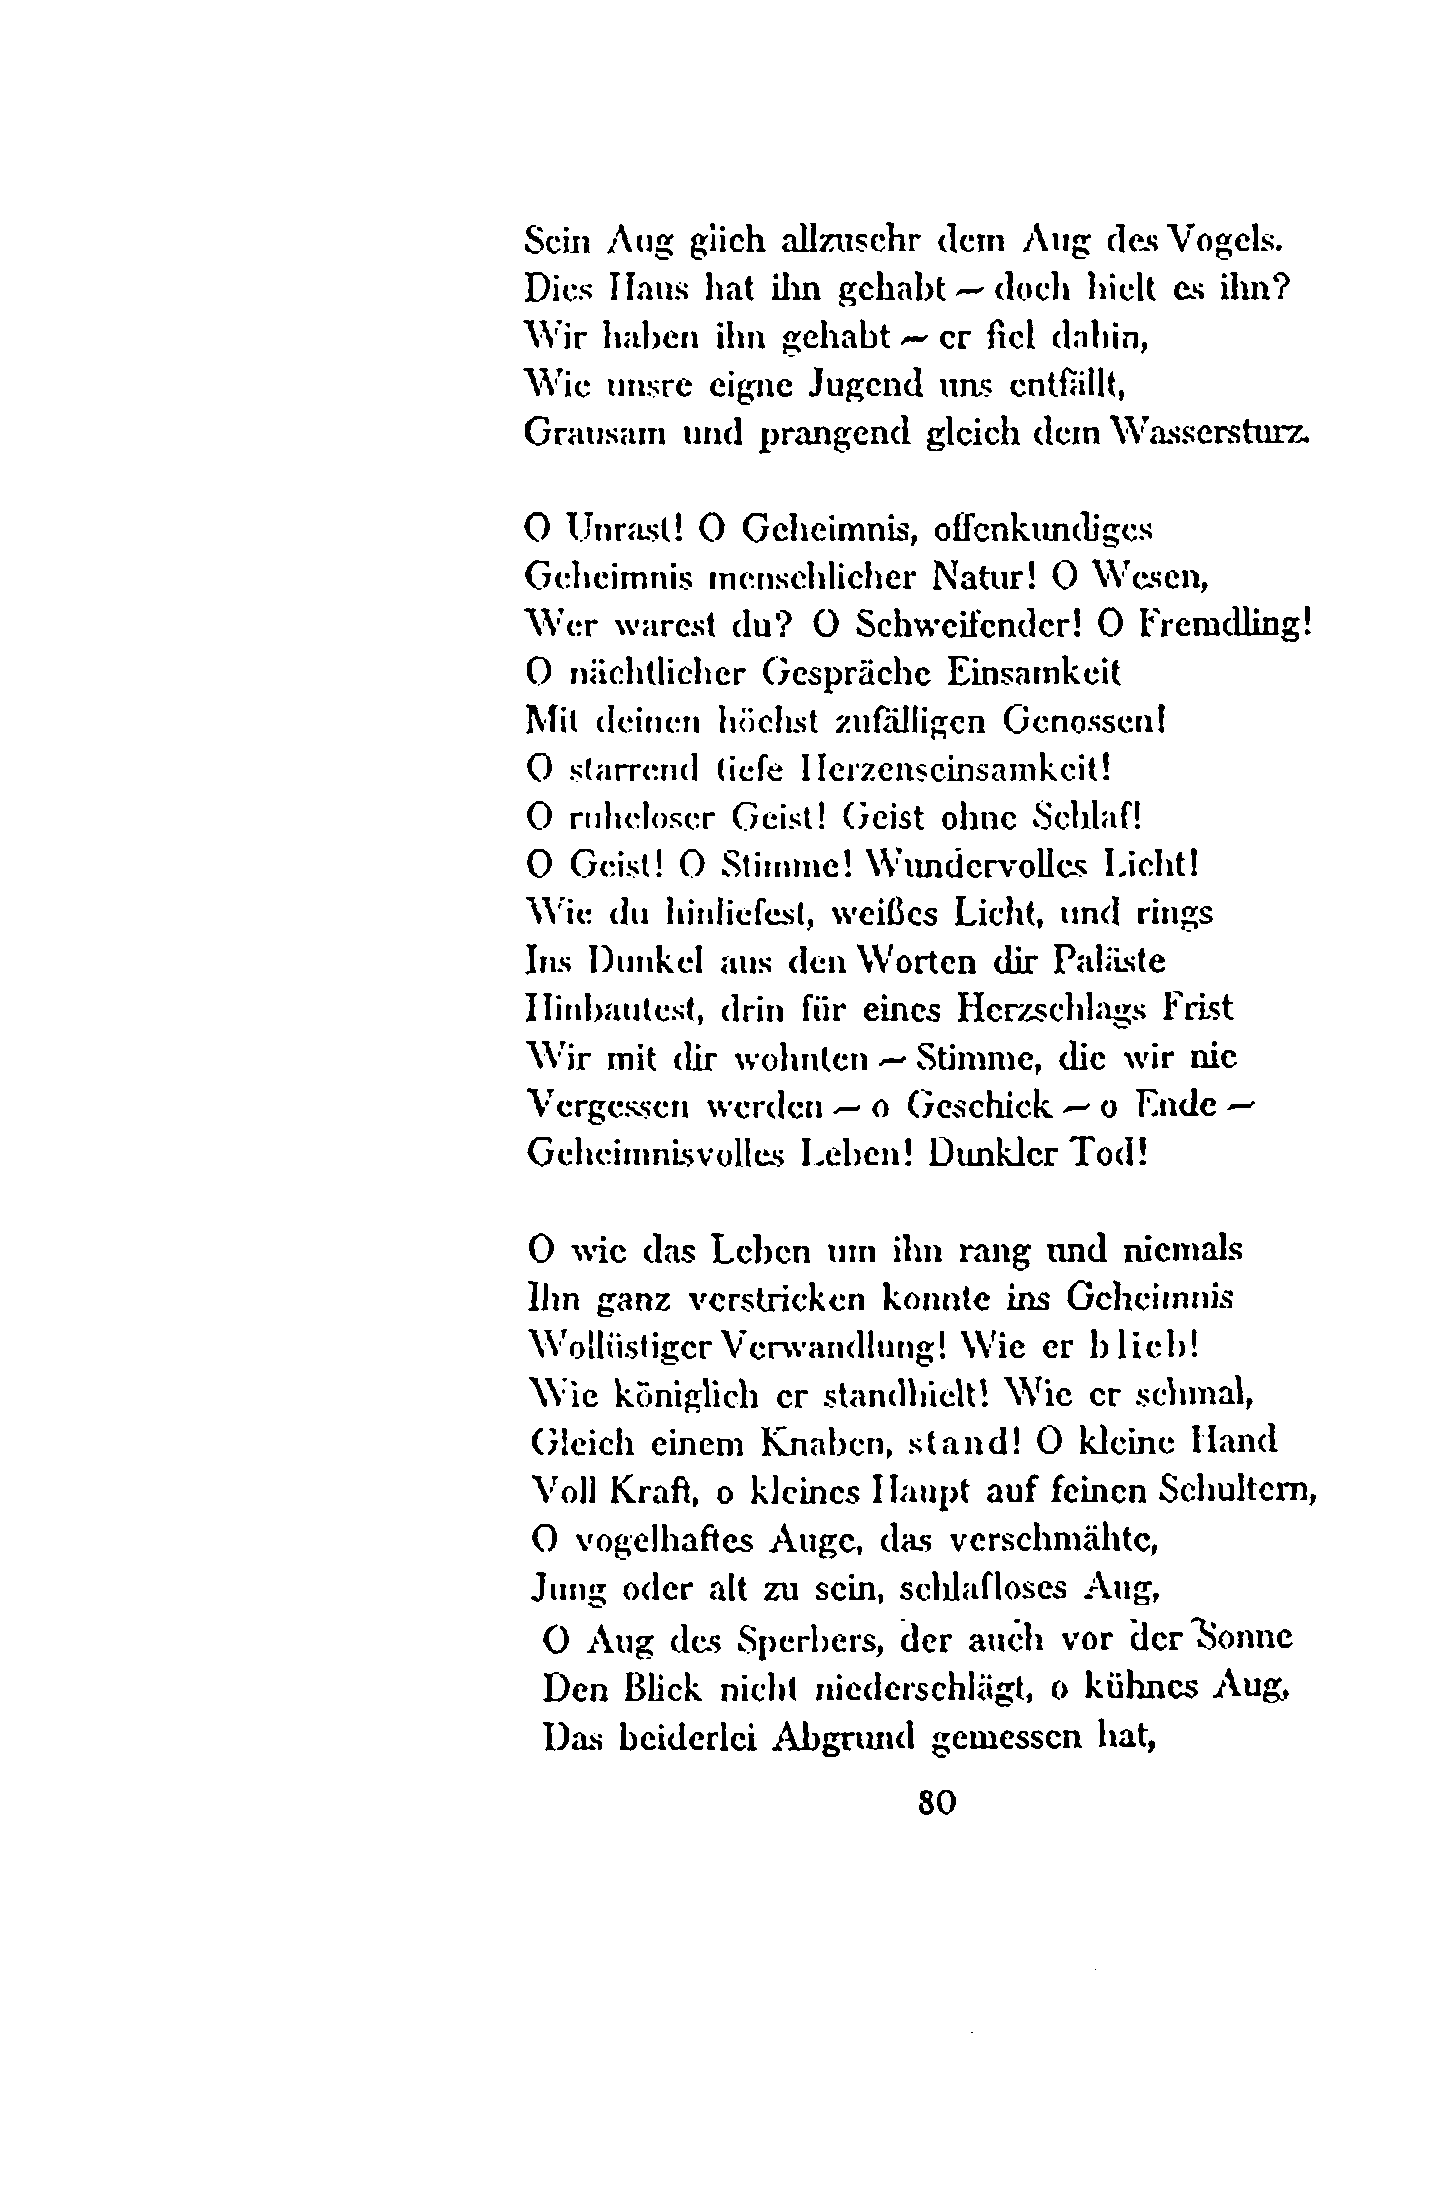 Sein Aug glich allzusehr dem Aug des Vogels.
Dies Haus hat ihn gehabt — doch hielt es ihn?
Wir haben ihn gehabt — er fiel dahin,
Wie unsre eigne Jugend uns entfällt,
Grausam und prangend gleich dem Wassersturz.

O Unrast! O Geheimnis, offenkundiges
Geheimnis menschlicher Natur! O Wesen,
Wer warest du? O Schweifender! O Fremdling!
O nächtlicher Gespräche Einsamkeit
Mit deinen höchst zufälligen Genossen!
O starrend tiefe Herzenseinsamkeit!
O ruheloser Geist! Geist ohne Schlaf!
O Geist! O Stimme! Wundervolles Licht!
Wie du hinliefest, weißes Licht, und rings
Ins Dunkel aus den Worten dir Paläste
Hinbautest, drin für eines Herzschlags Frist
Wir mit dir wohnten — Stimme, die wir nie
Vergessen werden — o Geschick — o Ende —
Geheimnisvolles Leben! Dunkler Tod!

O wie das Leben um ihn rang und niemals
Ihn ganz verstricken konnte ins Geheimnis
Wollüstiger Verwandlung! Wie er blieb!
Wie königlich er standhielt! Wie er schmal,
Gleich einem Knaben, stand! O kleine Hand
Voll Kraft, o kleines Haupt auf feinen Schultern,
O vogelhaftes Auge, das verschmähte,
Jung oder alt zu sein, schlafloses Aug,
O Aug des Sperbers, der auch vor der Sonne
Den Blick nicht niederschlägt, o kühnes Aug,
Das beiderlei Abgrund gemessen hat,
80